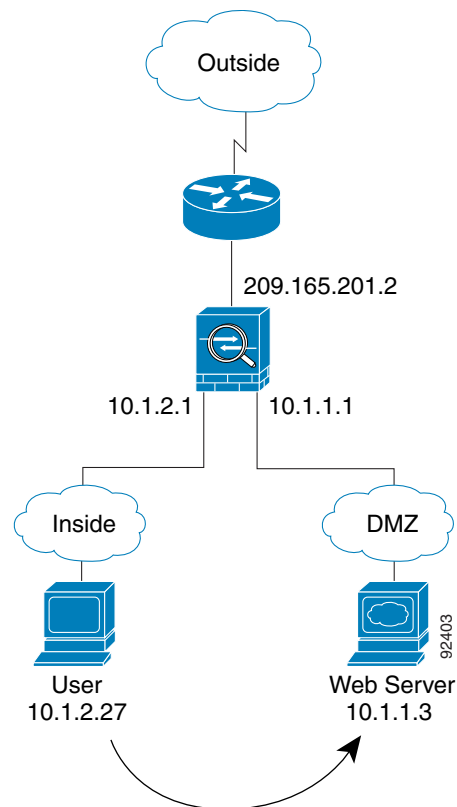 Outside
209.165.201.2
10.1.2.1
10.1.1.1
Inside
DMZ
92403
User
10.1.2.27
Web Server
10.1.1.3